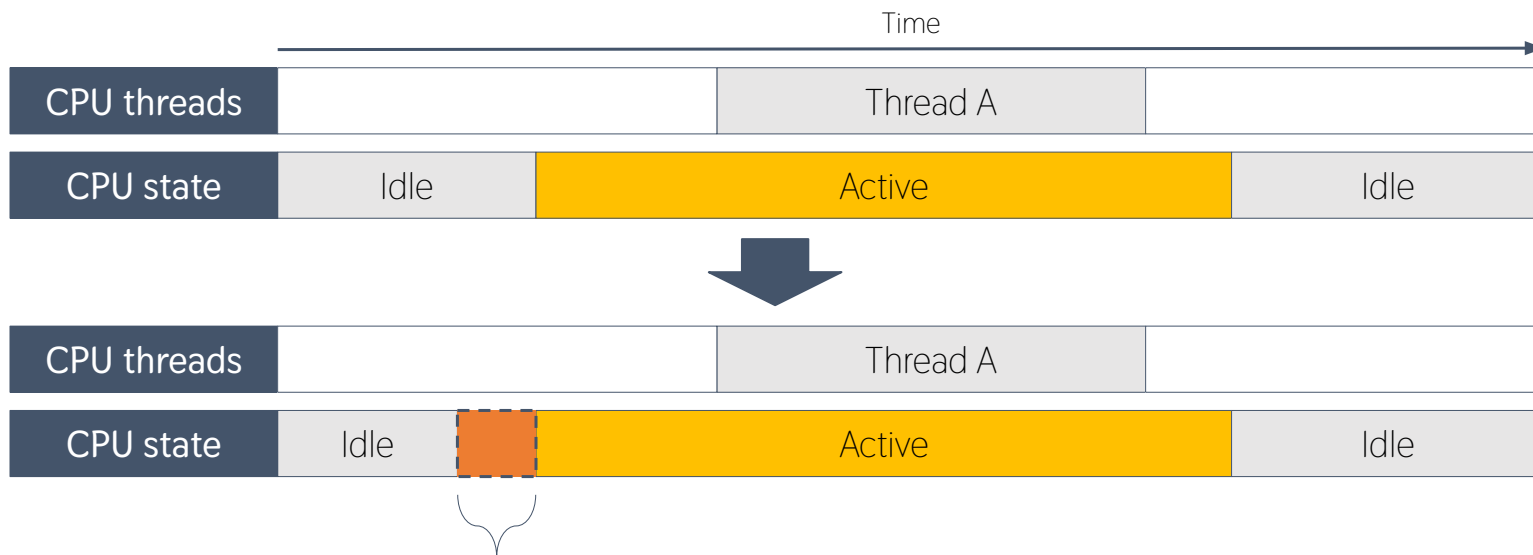 Time
CPU threads Thread A
CPU state Idle Active Idle
CPU threads Thread A
CPU state Idle Active Idle